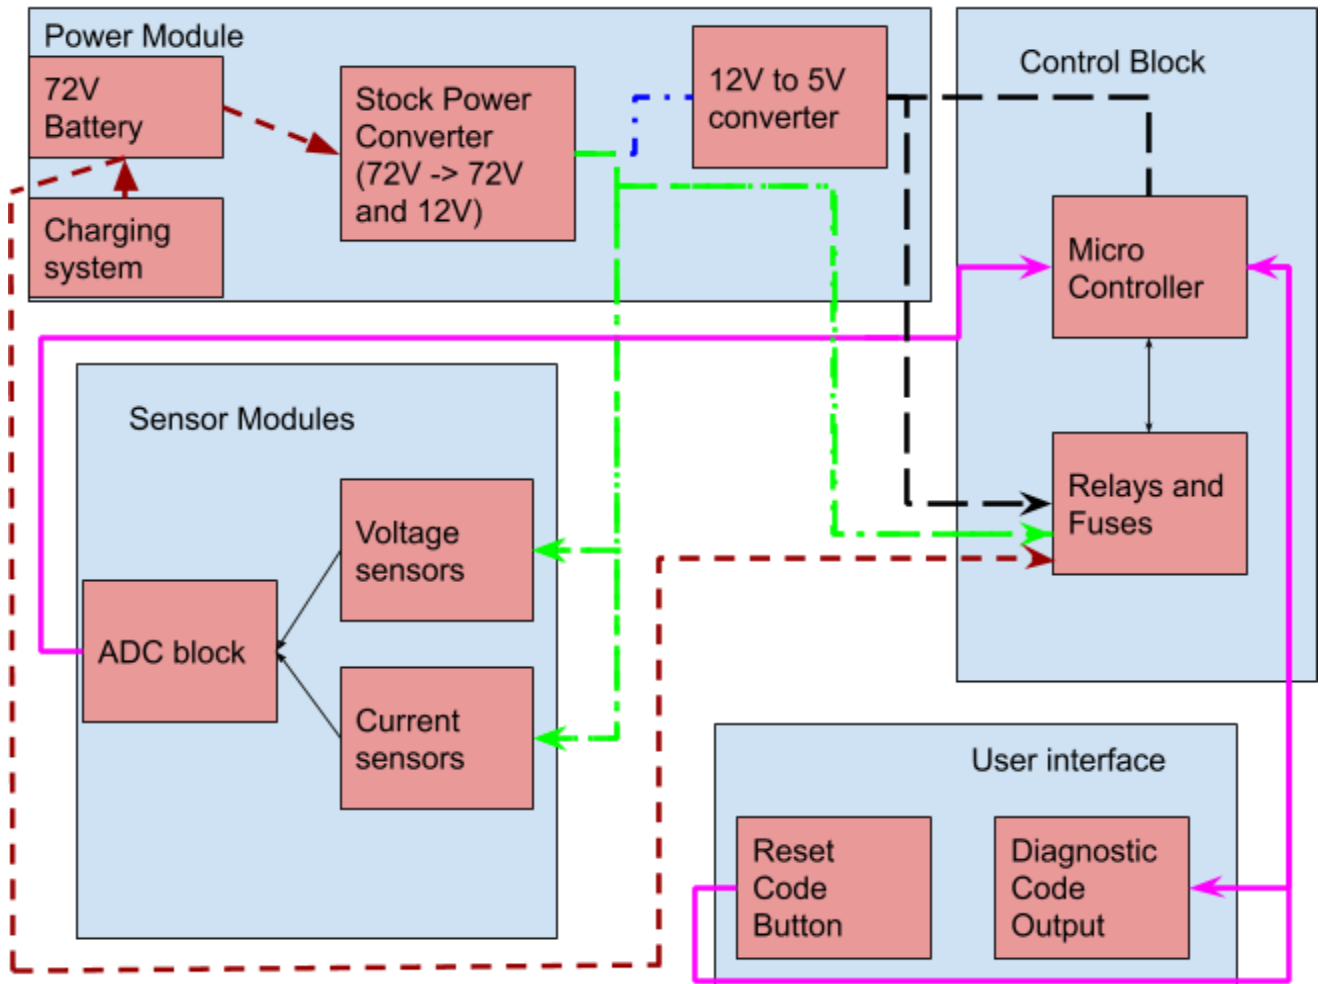 Power Module
72V
Battery
Charging
system
Stock Power
Converter
(72V -> 72V
and 12V)
12V to 5V
converter
Control Block
Micro
Controller
Relays and
Fuses
Sensor Modules
Voltage
sensors
ADC block
Current
sensors
User interface
Reset
Code
Button
Diagnostic
Code
Output